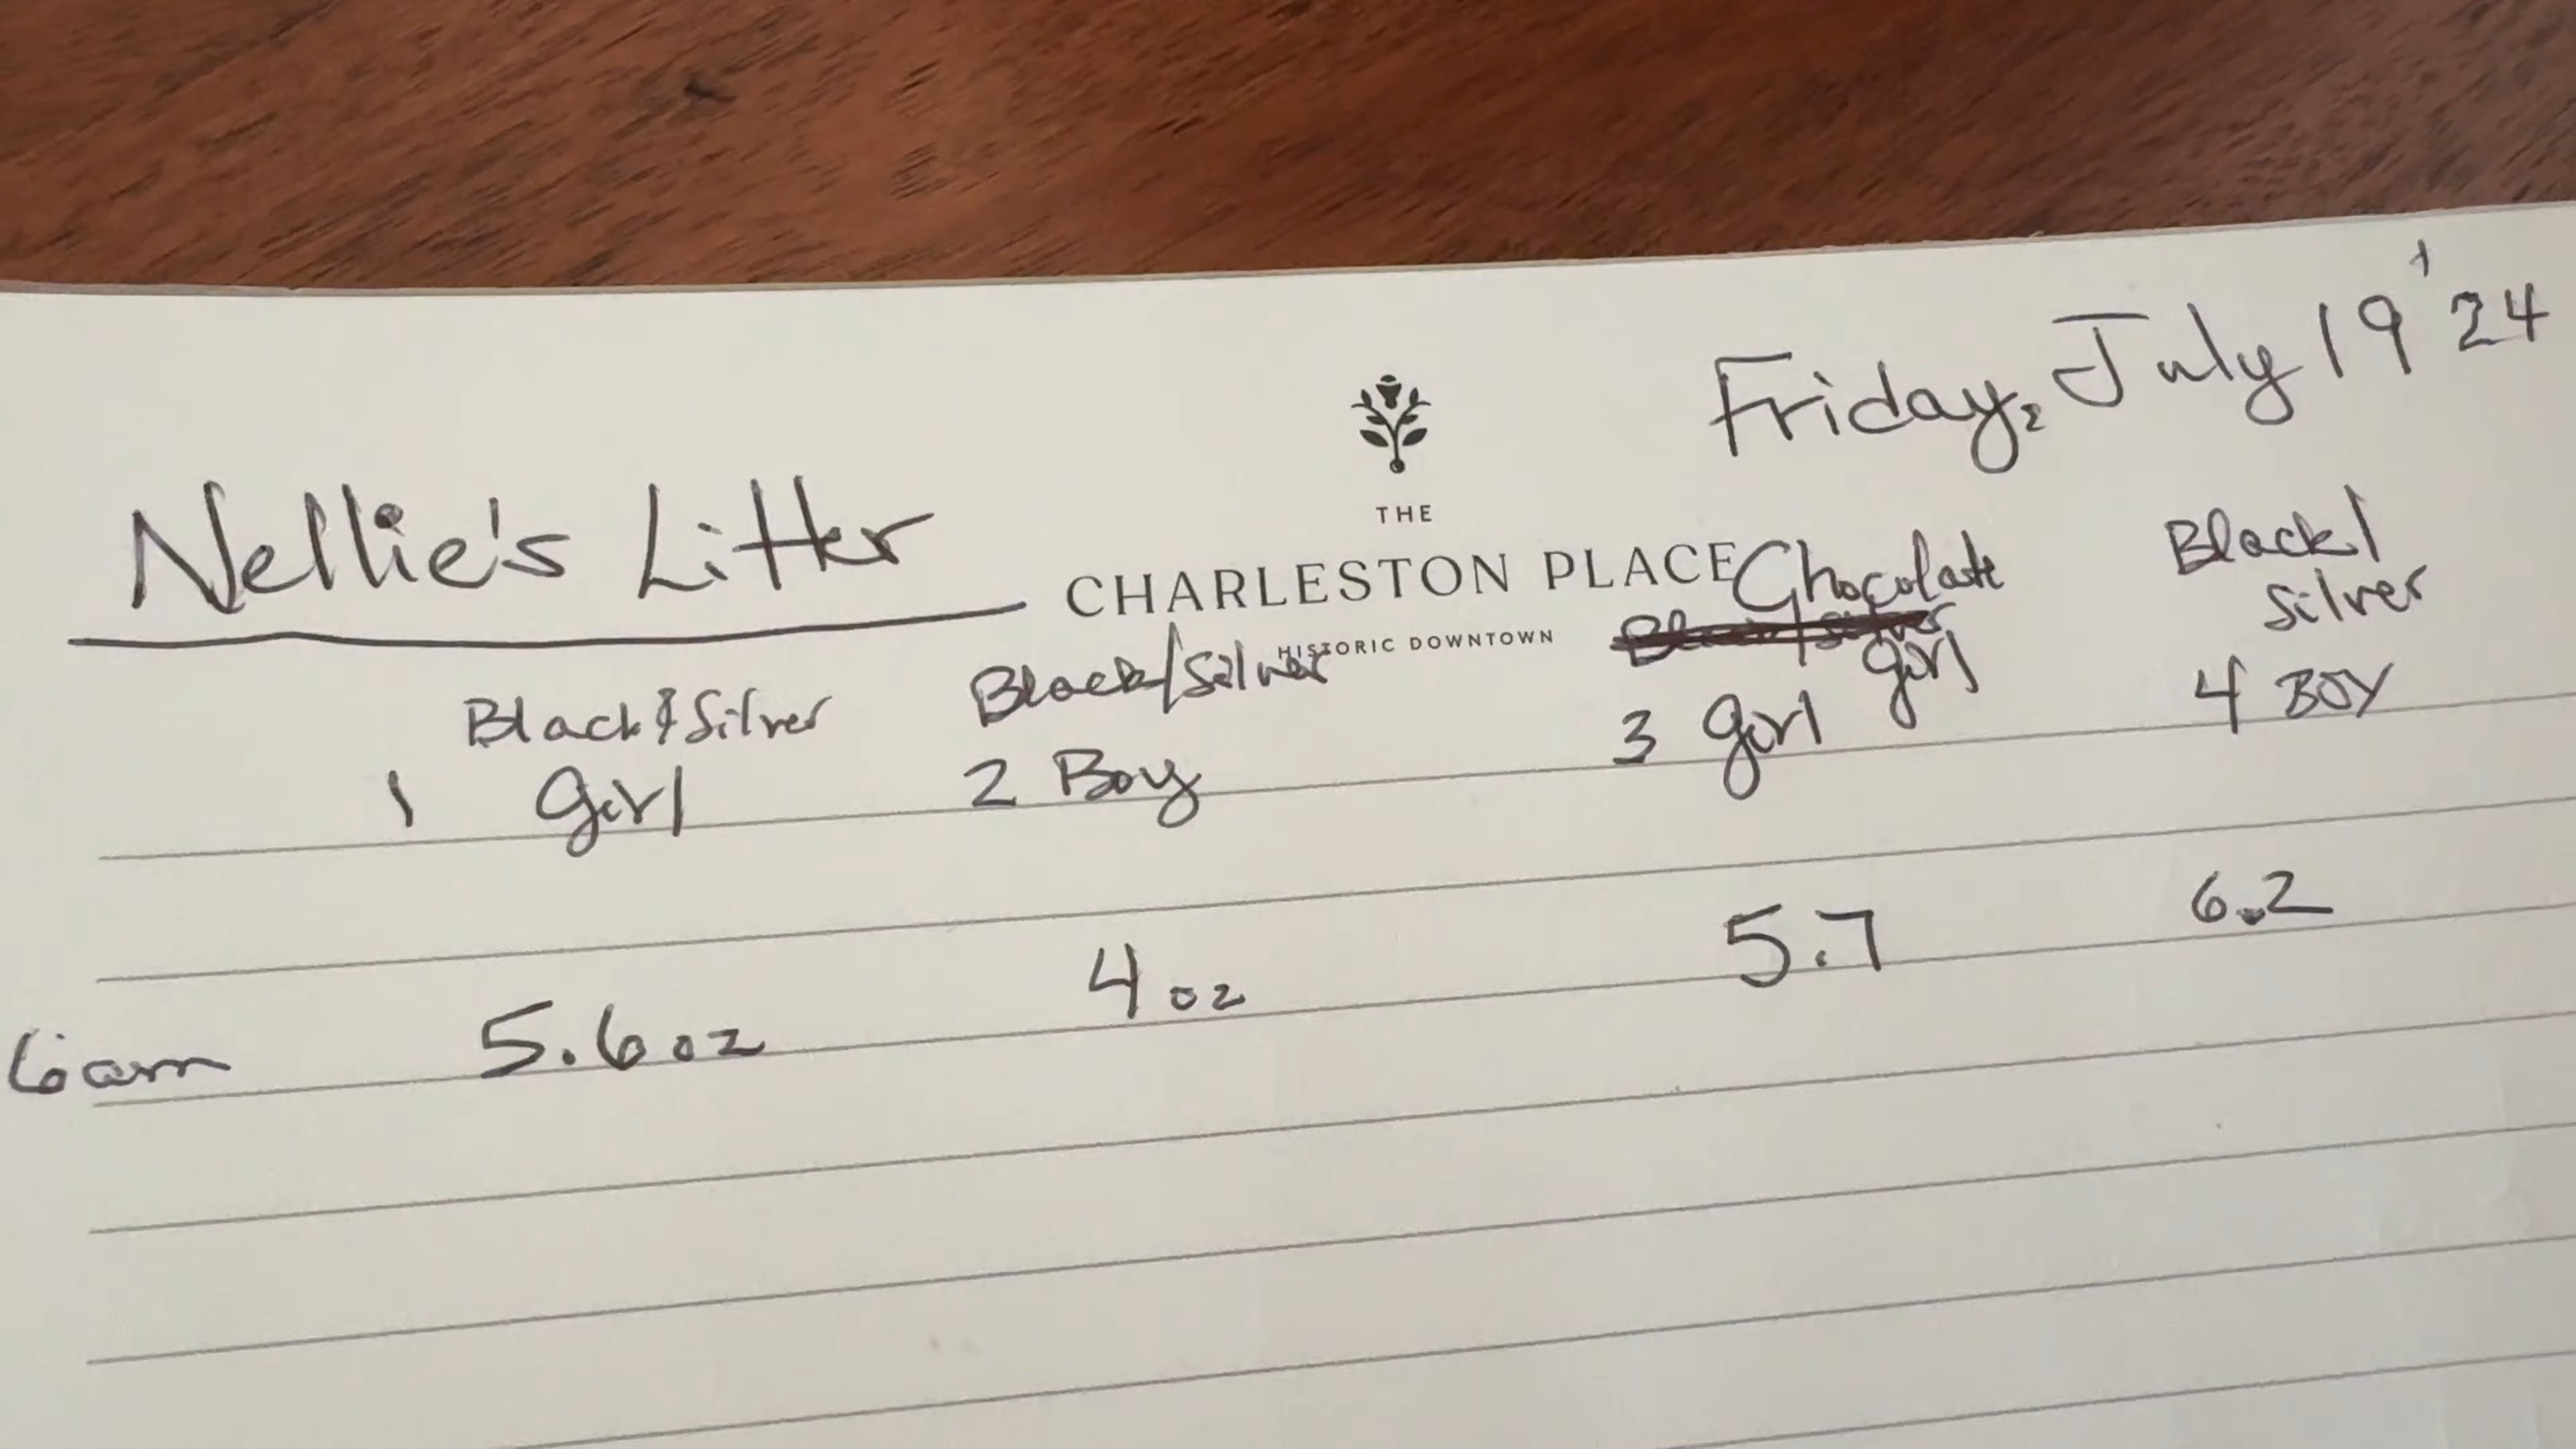 Friday, July 19 '24
Nellie's Litter
THE
CHARLESTON PLACE
HISTORIC DOWNTOWN
Black & Silver
1 Girl
Black/Silver
2 Boy
Chocolate
Black/silver
girl
3 girl
Black/
Silver
4 BOY
6am 5.6 oz 4 oz 5.7 6.2